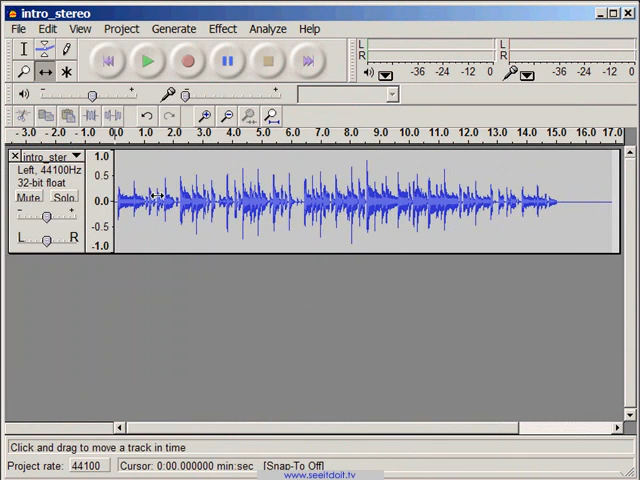 intro_stereo
File Edit View Project Generate Effect Analyze Help
L
R
-36 -24 -12 0
L
R
-36 -24 -12 0
- + - +
-3.0 -2.0 -1.0 0.0 1.0 2.0 3.0 4.0 5.0 6.0 7.0 8.0 9.0 10.0 11.0 12.0 13.0 14.0 15.0 16.0 17.0
intro_ster
Left, 44100Hz
32-bit float
Mute Solo
- +
L R
1.0
0.5
0.0
-0.5
-1.0
Click and drag to move a track in time
Project rate: 44100 Cursor: 0:00.000000 min:sec [Snap-To Off]
www.seeitdoit.tv